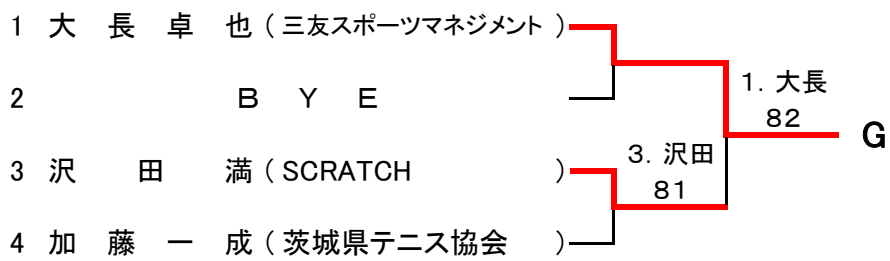 1 大 長 卓 也 ( 三友スポーツマネジメント )
2 B Y E
1. 大長
82
G
3 沢 田 満 ( SCRATCH )
3. 沢田
81
4 加 藤 一 成 ( 茨城県テニス協会 )